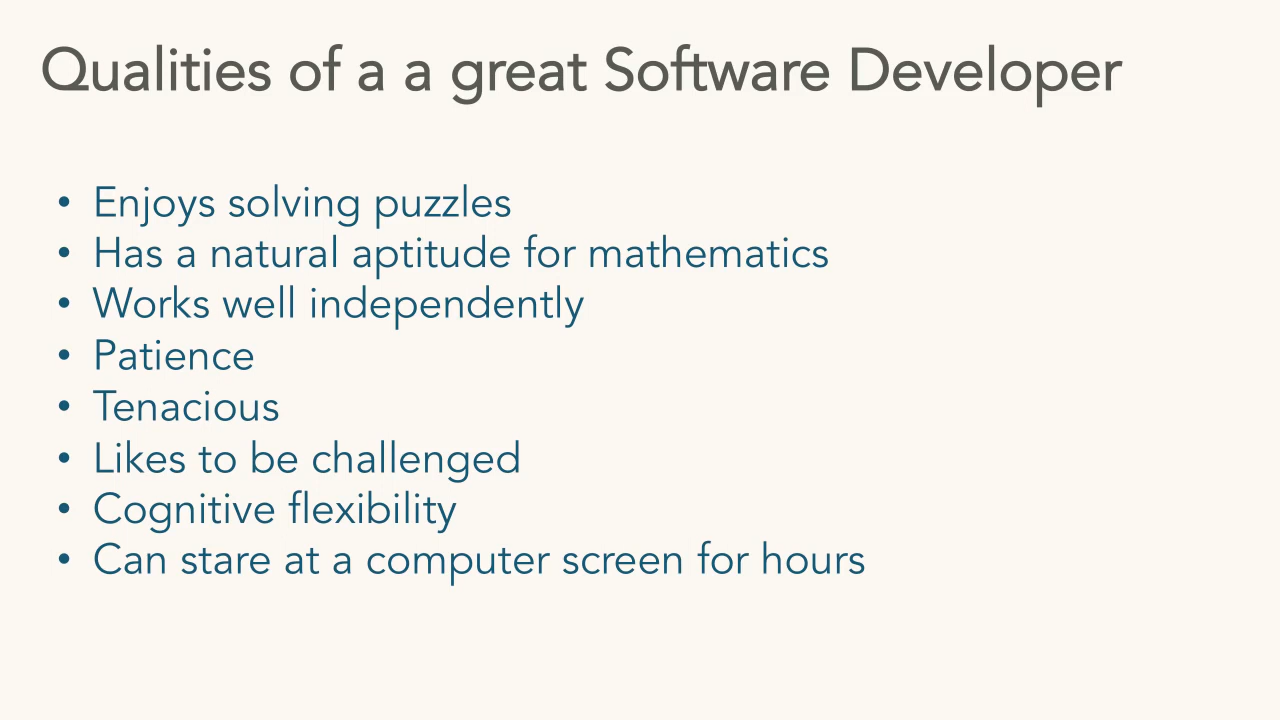 Qualities of a a great Software Developer
• Enjoys solving puzzles
• Has a natural aptitude for mathematics
• Works well independently
• Patience
• Tenacious
• Likes to be challenged
• Cognitive flexibility
• Can stare at a computer screen for hours